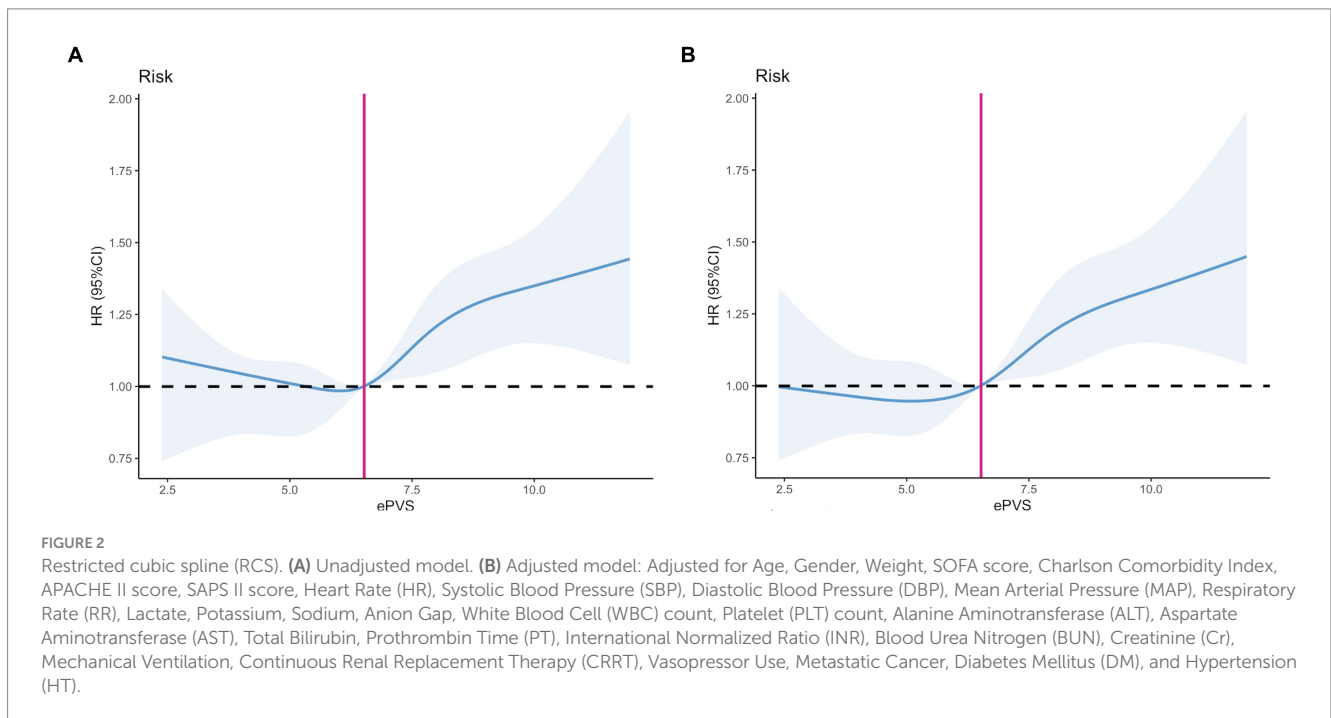 A
Risk
2.00
1.75
1.50
1.25
1.00
0.75
HR (95%CI)
2.5 5.0 7.5 10.0
ePVS
B
Risk
2.00
1.75
1.50
1.25
1.00
0.75
HR (95%CI)
2.5 5.0 7.5 10.0
ePVS
FIGURE 2
Restricted cubic spline (RCS). (A) Unadjusted model. (B) Adjusted model: Adjusted for Age, Gender, Weight, SOFA score, Charlson Comorbidity Index,
APACHE II score, SAPS II score, Heart Rate (HR), Systolic Blood Pressure (SBP), Diastolic Blood Pressure (DBP), Mean Arterial Pressure (MAP), Respiratory
Rate (RR), Lactate, Potassium, Sodium, Anion Gap, White Blood Cell (WBC) count, Platelet (PLT) count, Alanine Aminotransferase (ALT), Aspartate
Aminotransferase (AST), Total Bilirubin, Prothrombin Time (PT), International Normalized Ratio (INR), Blood Urea Nitrogen (BUN), Creatinine (Cr),
Mechanical Ventilation, Continuous Renal Replacement Therapy (CRRT), Vasopressor Use, Metastatic Cancer, Diabetes Mellitus (DM), and Hypertension
(HT).